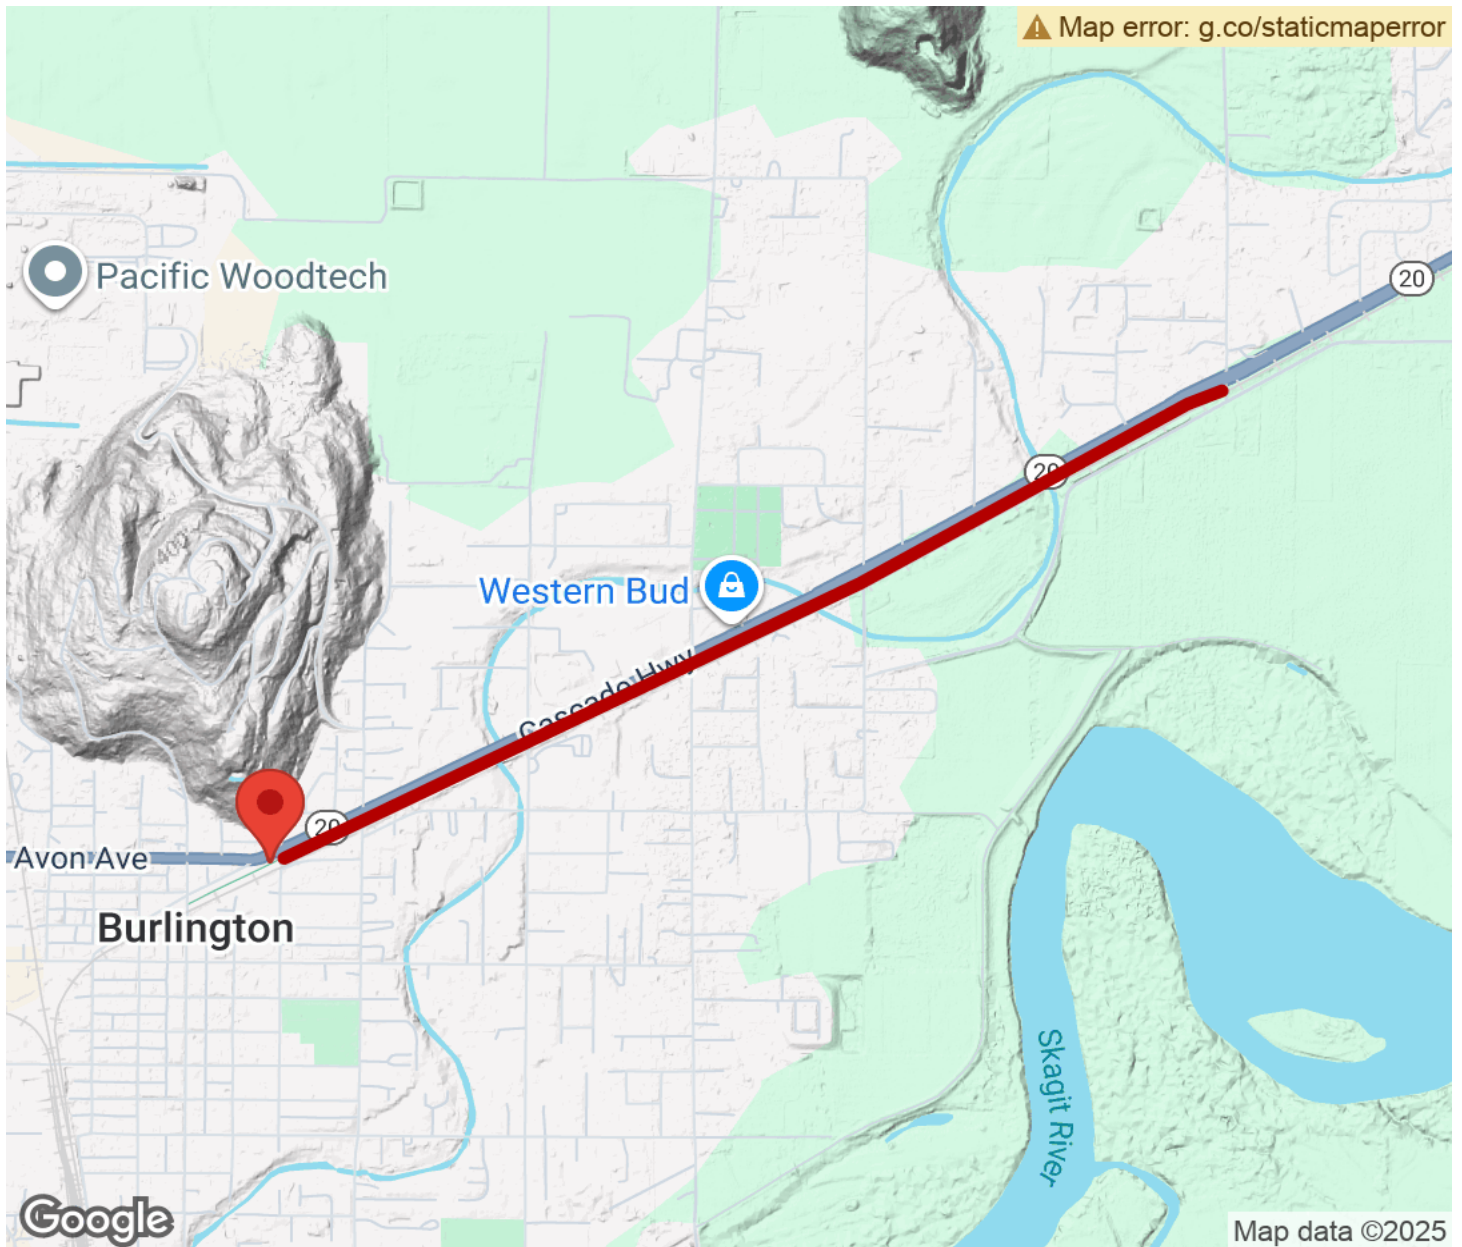 Map error: g.co/staticmaperror
Pacific Woodtech
20
20
400
Western Bud
Cascade Hwy
20
Avon Ave
Burlington
Skagit River
Google
Map data ©2025